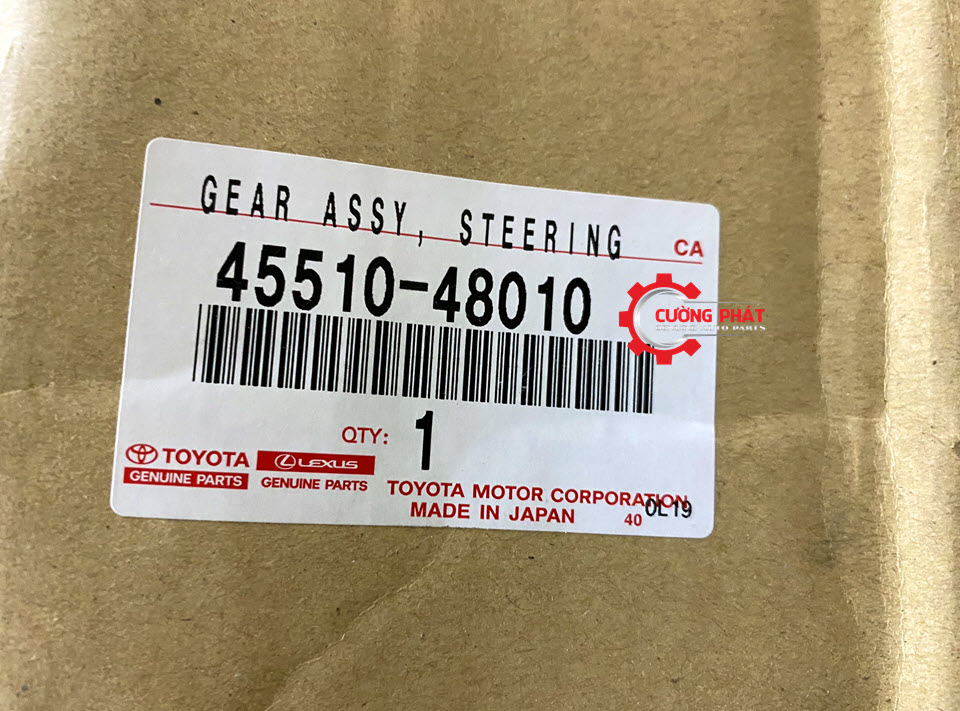 GEAR ASSY, STEERING
CA
45510-48010
CƯỜNG PHÁT
QTY: 1
TOYOTA
GENUINE PARTS
LEXUS
GENUINE PARTS
TOYOTA MOTOR CORPORATION
MADE IN JAPAN
40
0L19